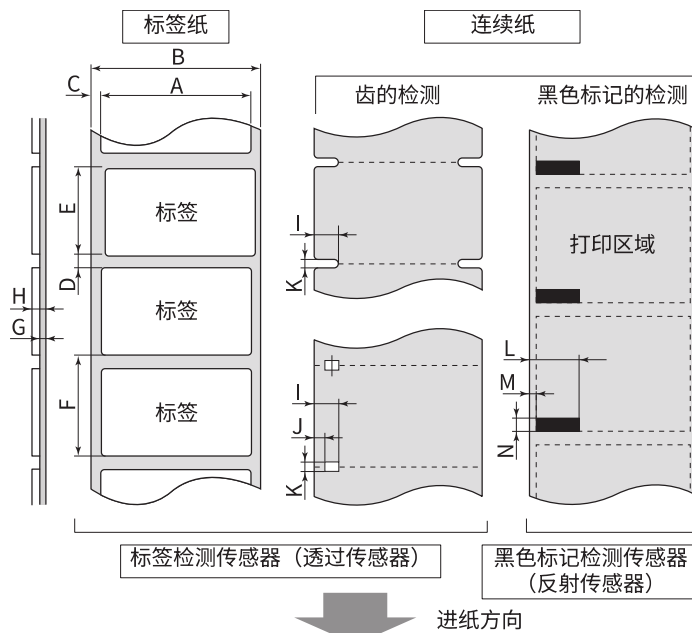 标签纸
连续纸
B
C
A
齿的检测
黑色标记的检测
E
标签
I
打印区域
D
K
H
标签
G
L
M
I
F
标签
J
N
K
标签检测传感器（透过传感器）
黑色标记检测传感器
（反射传感器）
进纸方向